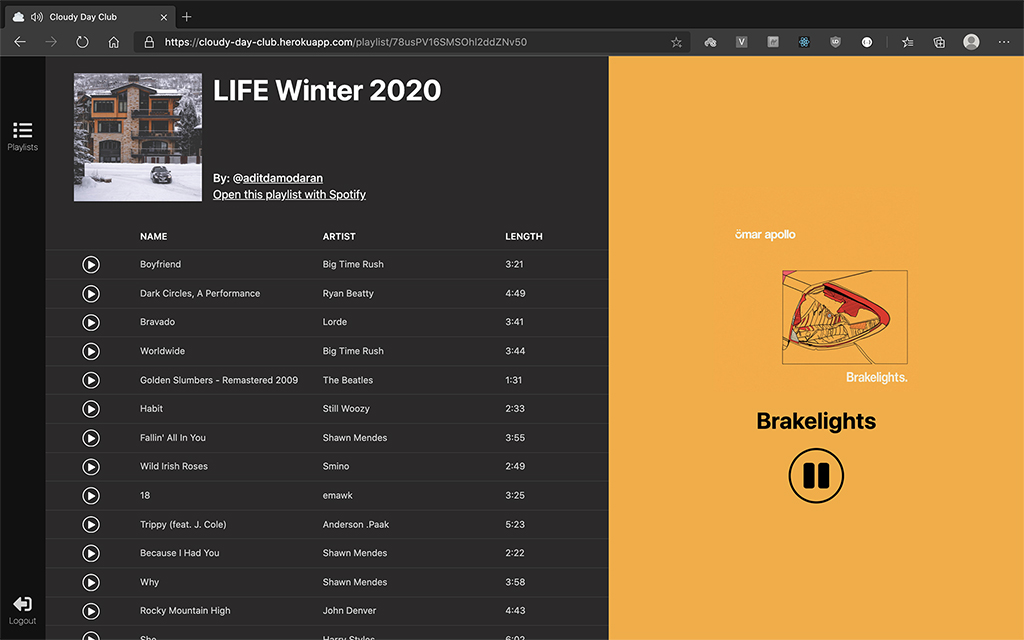 Cloudy Day Club
https://cloudy-day-club.herokuapp.com/playlist/78usPV16SMSOhl2ddZNv50
Playlists
LIFE Winter 2020
By: @aditdamodaran
Open this playlist with Spotify
NAME ARTIST LENGTH
Boyfriend Big Time Rush 3:21
Dark Circles, A Performance Ryan Beatty 4:49
Bravado Lorde 3:41
Worldwide Big Time Rush 3:44
Golden Slumbers - Remastered 2009 The Beatles 1:31
Habit Still Woozy 2:33
Fallin' All In You Shawn Mendes 3:55
Wild Irish Roses Smino 2:49
18 emawk 3:25
Trippy (feat. J. Cole) Anderson .Paak 5:23
Because I Had You Shawn Mendes 2:22
Why Shawn Mendes 3:58
Rocky Mountain High John Denver 4:43
She Harry Styles 6:02
Logout
ömar apollo
Brakelights.
Brakelights